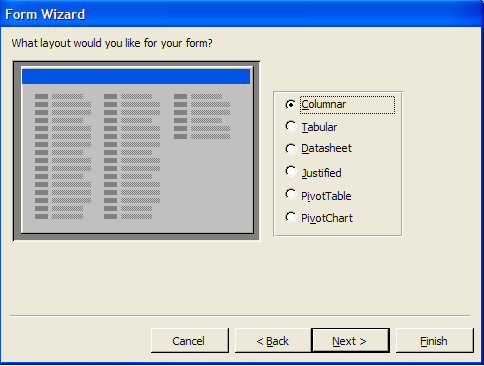 Form Wizard
What layout would you like for your form?
Columnar
Tabular
Datasheet
Justified
PivotTable
PivotChart
Cancel
< Back
Next >
Finish